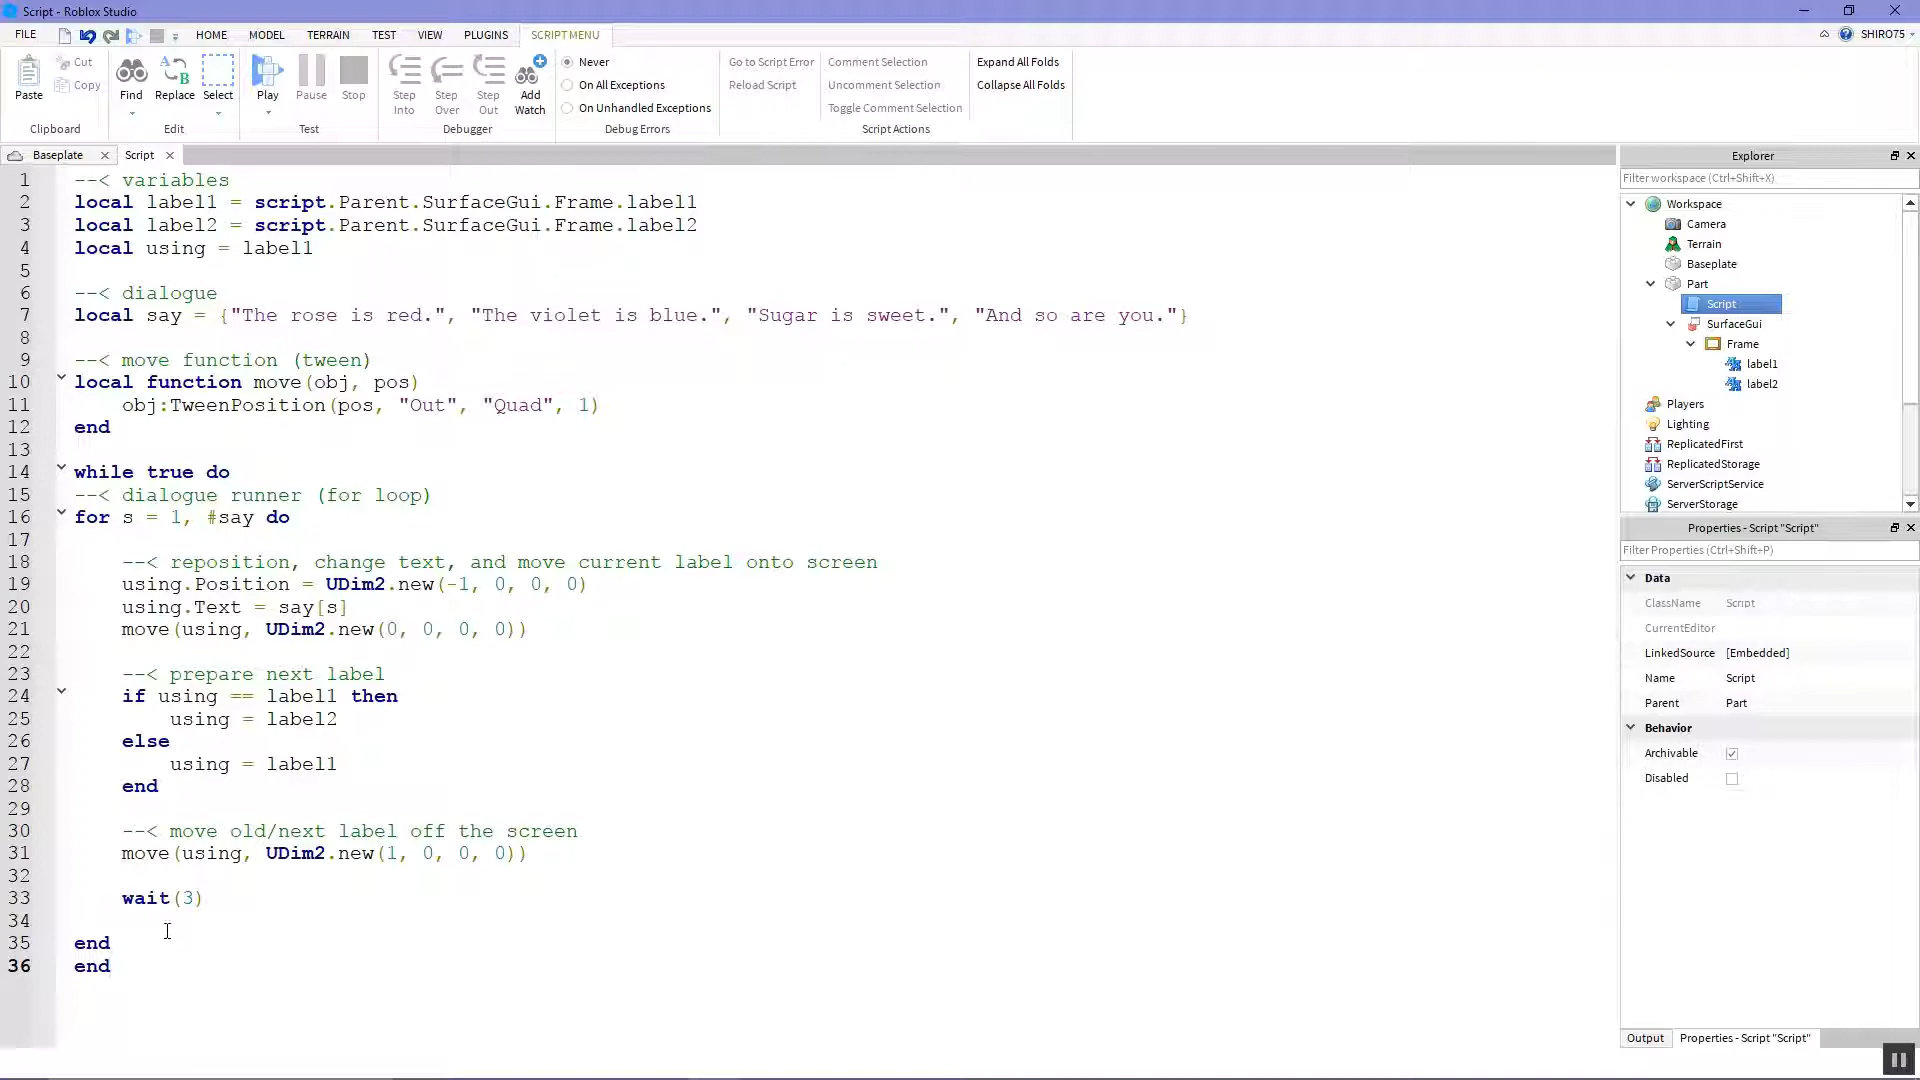 Script - Roblox Studio
FILE HOME MODEL TERRAIN TEST VIEW PLUGINS SCRIPT MENU SHIRO75
Paste Cut Copy Clipboard
Find Replace Select Edit
Play Pause Stop Test
Step Into Step Over Step Out Add Watch Debugger
Never
On All Exceptions
On Unhandled Exceptions
Debug Errors
Go to Script Error
Reload Script
Comment Selection
Uncomment Selection
Toggle Comment Selection
Expand All Folds
Collapse All Folds
Script Actions
Baseplate Script
1 --< variables
2 local label1 = script.Parent.SurfaceGui.Frame.label1
3 local label2 = script.Parent.SurfaceGui.Frame.label2
4 local using = label1
5
6 --< dialogue
7 local say = {"The rose is red.", "The violet is blue.", "Sugar is sweet.", "And so are you."}
8
9 --< move function (tween)
10 local function move(obj, pos)
11 obj:TweenPosition(pos, "Out", "Quad", 1)
12 end
13
14 while true do
15 --< dialogue runner (for loop)
16 for s = 1, #say do
17
18 --< reposition, change text, and move current label onto screen
19 using.Position = UDim2.new(-1, 0, 0, 0)
20 using.Text = say[s]
21 move(using, UDim2.new(0, 0, 0, 0))
22
23 --< prepare next label
24 if using == label1 then
25 using = label2
26 else
27 using = label1
28 end
29
30 --< move old/next label off the screen
31 move(using, UDim2.new(1, 0, 0, 0))
32
33 wait(3)
34
35 end
36 end
Explorer
Filter workspace (Ctrl+Shift+X)
Workspace
Camera
Terrain
Baseplate
Part
Script
SurfaceGui
Frame
label1
label2
Players
Lighting
ReplicatedFirst
ReplicatedStorage
ServerScriptService
ServerStorage
Properties - Script "Script"
Filter Properties (Ctrl+Shift+P)
Data
ClassName Script
CurrentEditor
LinkedSource [Embedded]
Name Script
Parent Part
Behavior
Archivable
Disabled
Output Properties - Script "Script"